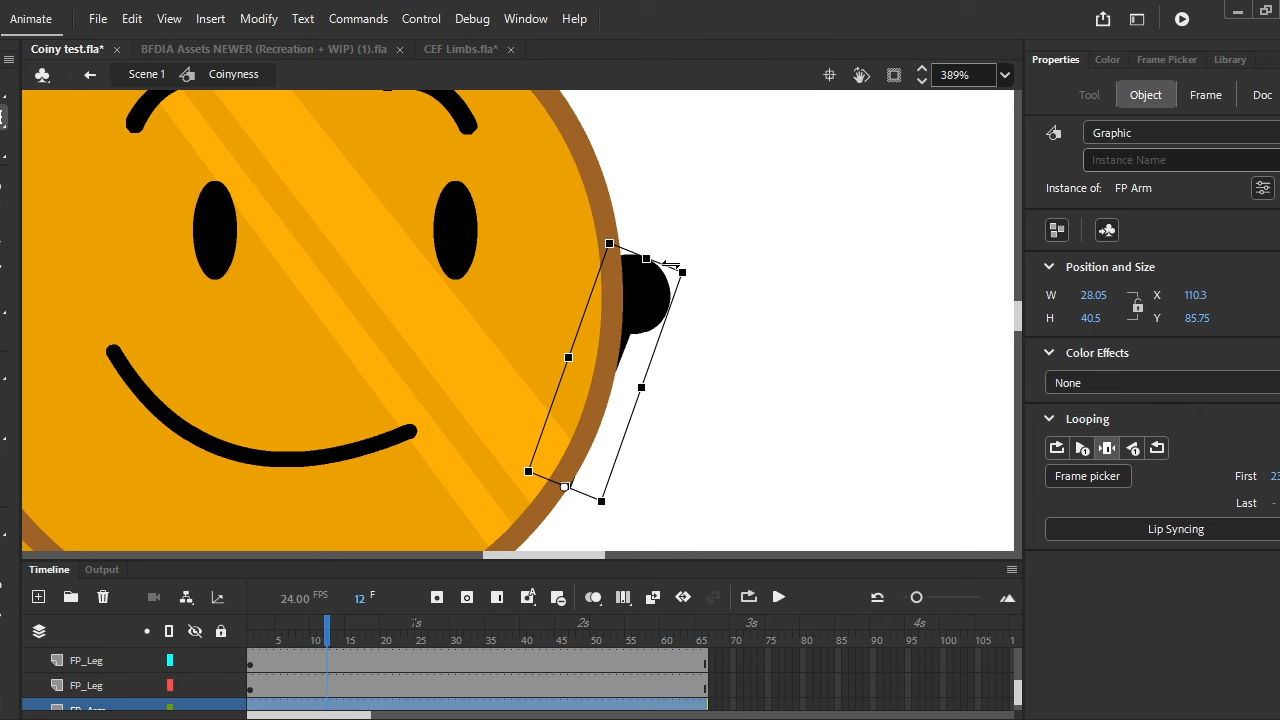 Animate File Edit View Insert Modify Text Commands Control Debug Window Help
Coiny test.fla* × BFDIA Assets NEWER (Recreation + WIP) (1).fla × CEF Limbs.fla* ×
Scene 1 Coinyness 389%
Properties Color Frame Picker Library
Tool Object Frame Doc
Graphic
Instance Name
Instance of: FP Arm
Position and Size
W 28.05 X 110.3
H 40.5 Y 85.75
Color Effects
None
Looping
Frame picker First 23
Last -
Lip Syncing
Timeline Output
24.00 FPS 12 F
1s 2s 3s 4s
5 10 15 20 25 30 35 40 45 50 55 60 65 70 75 80 85 90 95 100 105 1
FP_Leg
FP_Leg
FP_Arm